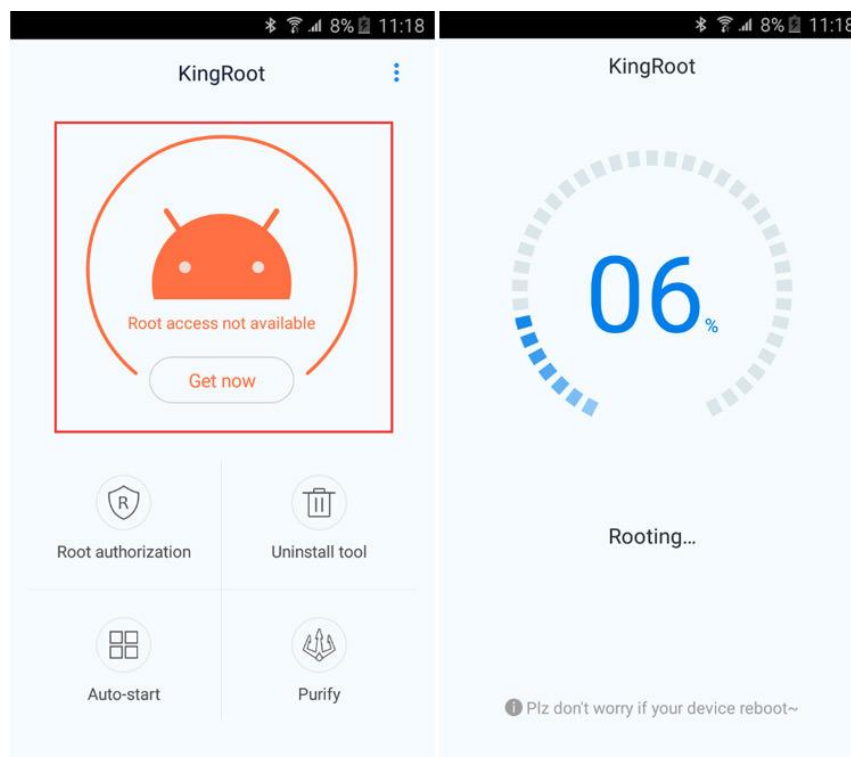 8% 11:18
KingRoot
Root access not available
Get now
R
Root authorization
Uninstall tool
Auto-start
Purify
8% 11:18
KingRoot
06%
Rooting...
Plz don't worry if your device reboot~